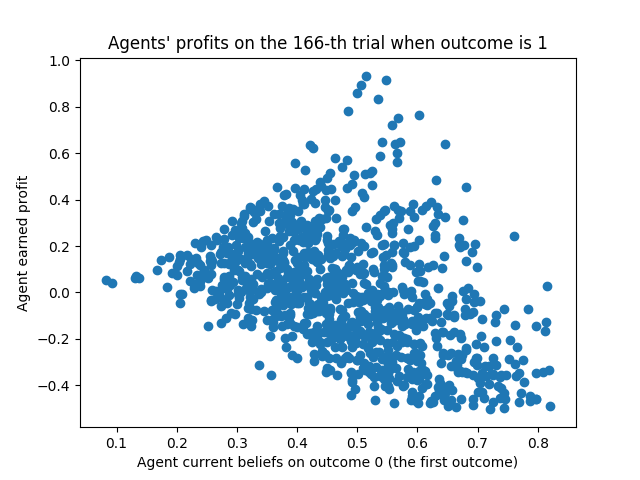 Agents' profits on the 166-th trial when outcome is 1
1.0
0.8
0.6
0.4
0.2
0.0
−0.2
−0.4
Agent earned profit
0.1 0.2 0.3 0.4 0.5 0.6 0.7 0.8
Agent current beliefs on outcome 0 (the first outcome)